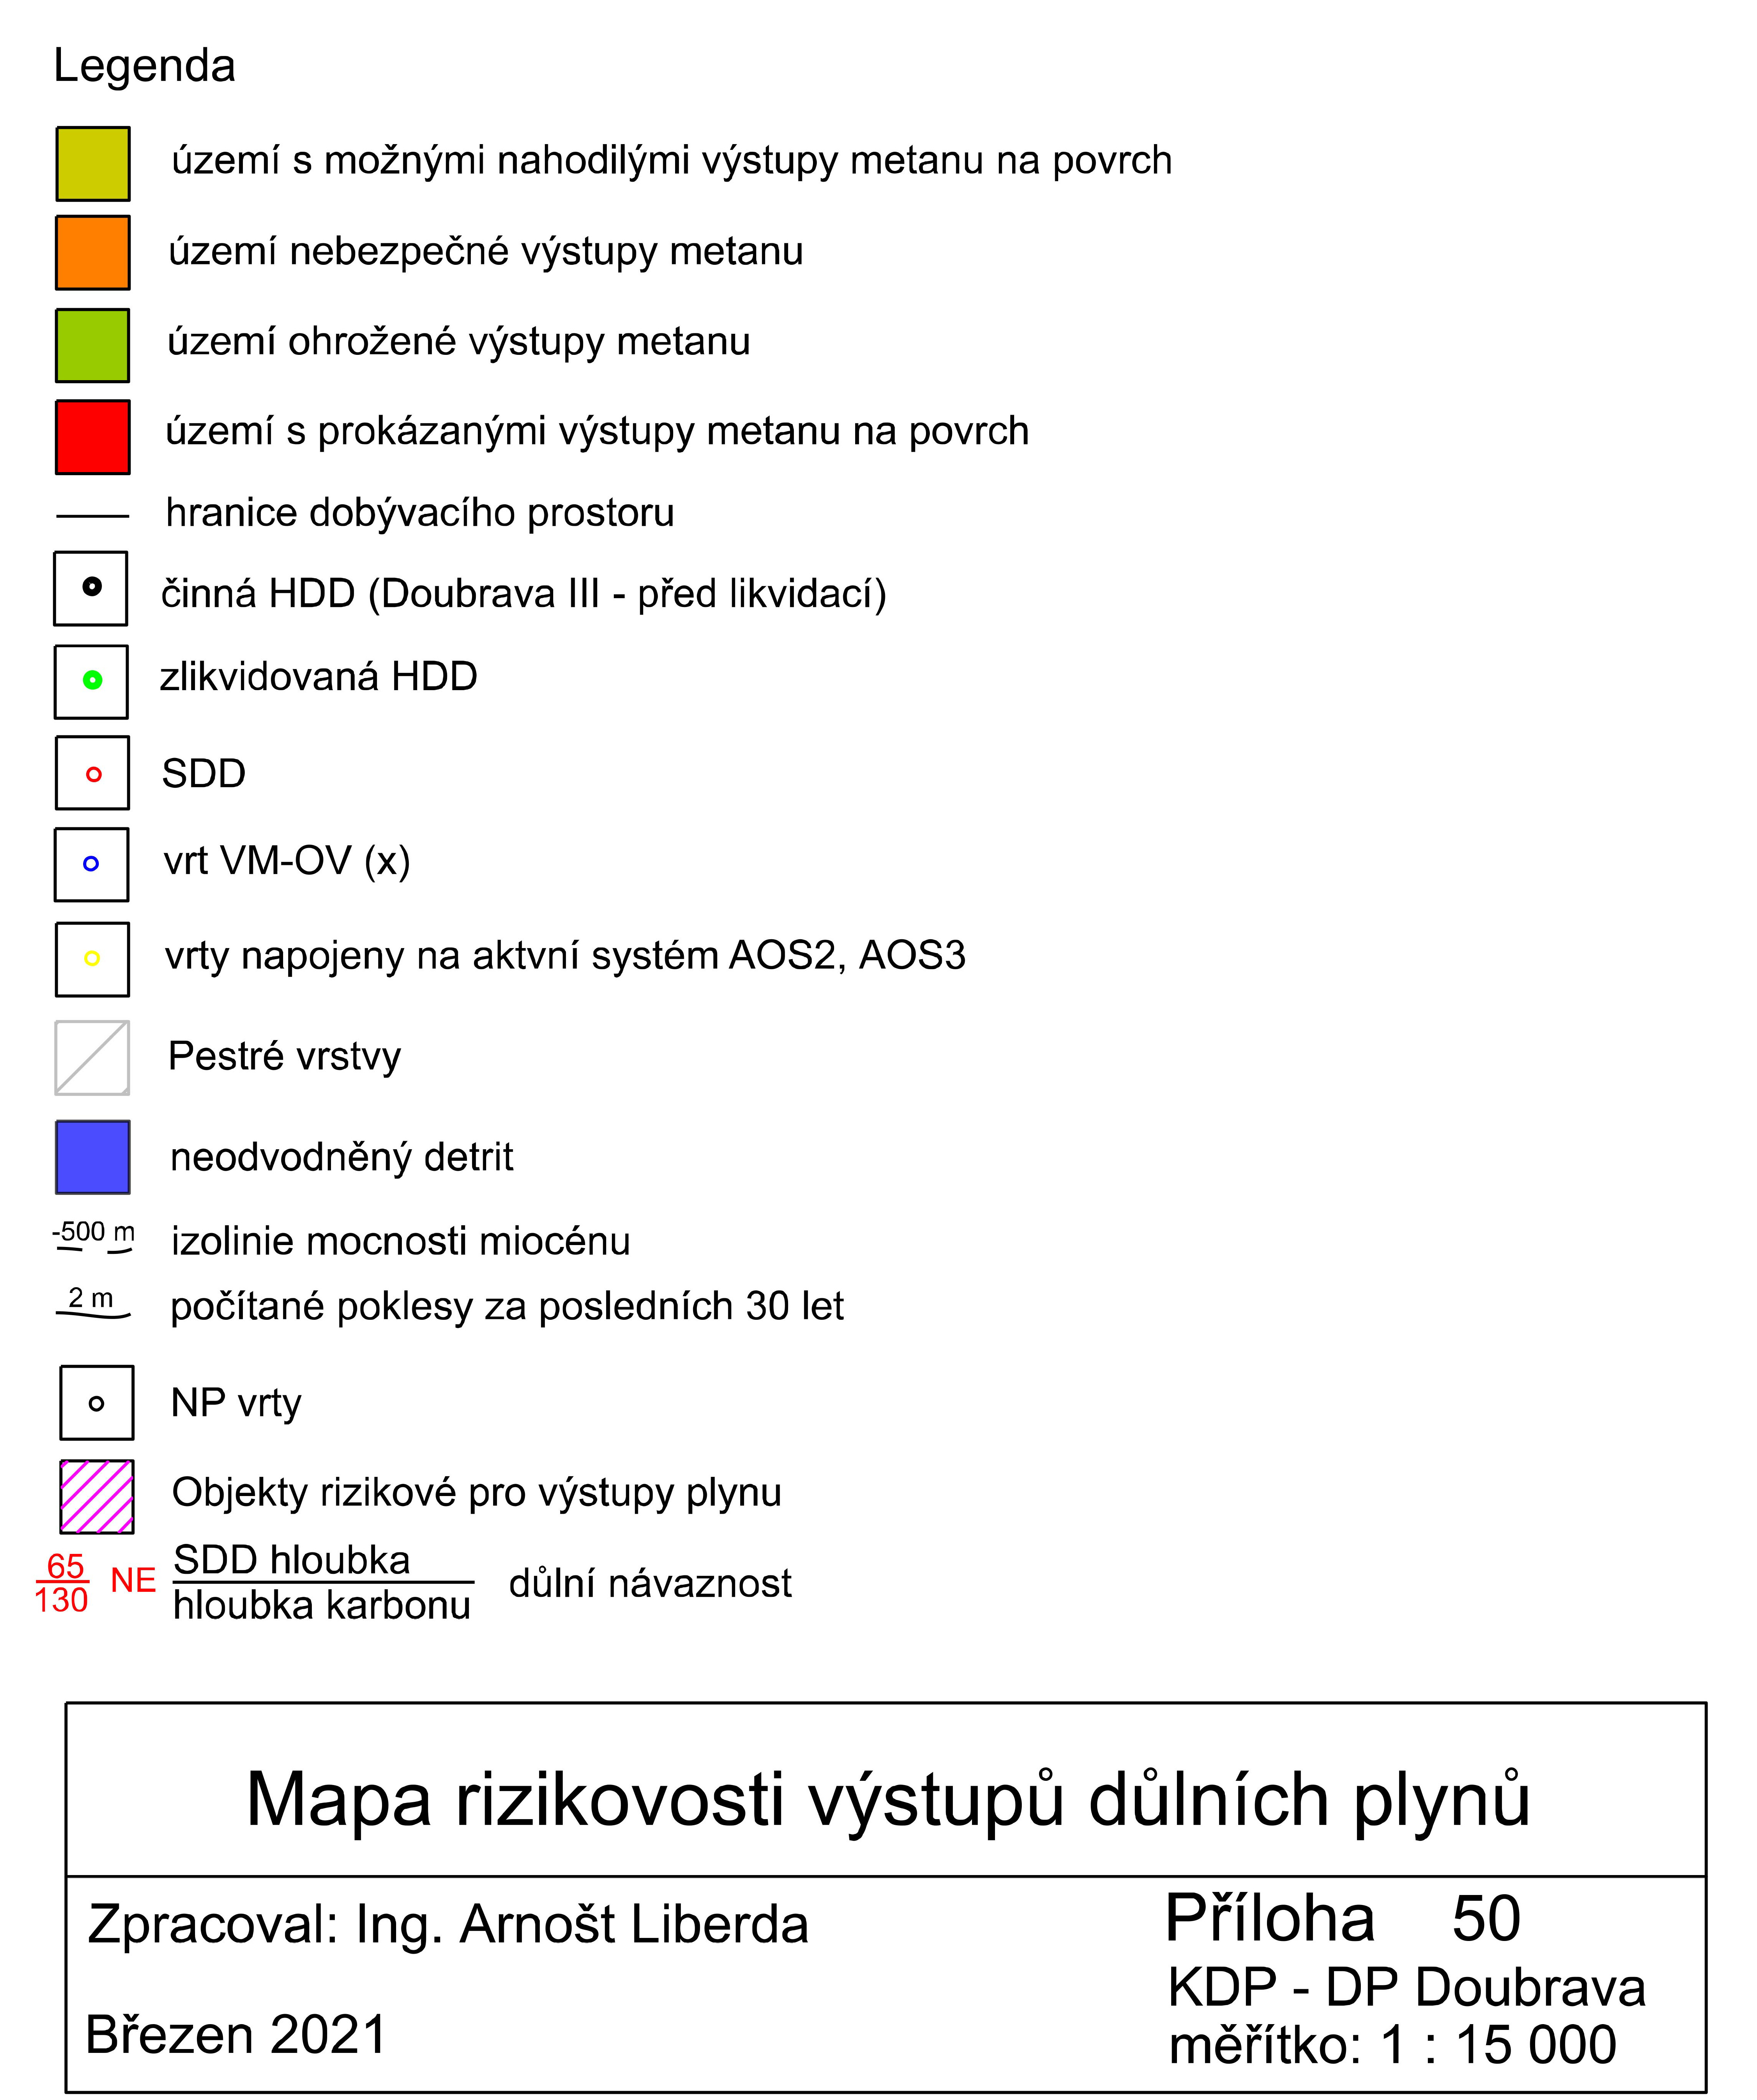 Legenda
území s možnými nahodilými výstupy metanu na povrch
území nebezpečné výstupy metanu
území ohrožené výstupy metanu
území s prokázanými výstupy metanu na povrch
hranice dobývacího prostoru
činná HDD (Doubrava III - před likvidací)
zlikvidovaná HDD
SDD
vrt VM-OV (x)
vrty napojeny na aktvní systém AOS2, AOS3
Pestré vrstvy
neodvodněný detrit
-500 m izolinie mocnosti miocénu
2 m počítané poklesy za posledních 30 let
NP vrty
Objekty rizikové pro výstupy plynu
65 SDD hloubka
NE důlní návaznost
130 hloubka karbonu
Mapa rizikovosti výstupů důlních plynů
Zpracoval: Ing. Arnošt Liberda
Březen 2021
Příloha 50
KDP - DP Doubrava
měřítko: 1 : 15 000